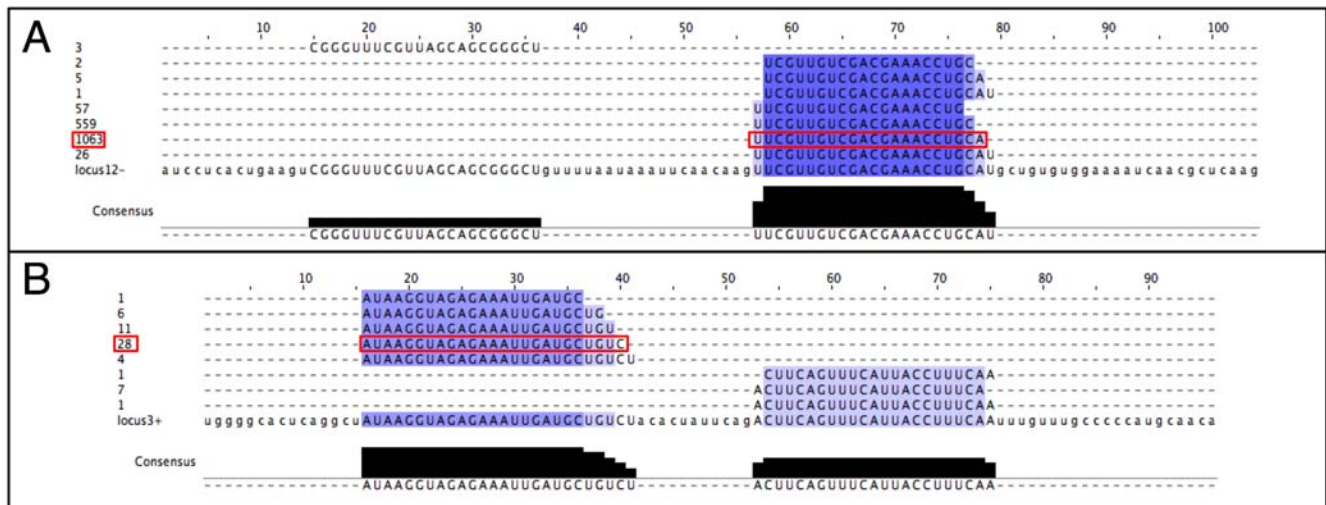 A
10 20 30 40 50 60 70 80 90 100
3 CGGGUUUCGUUAGCAGCGGGCU
2 UCGUUGUCGACGAAACCUGC
5 UCGUUGUCGACGAAACCUGCA
1 UCGUUGUCGACGAAACCUGCAU
57 UUCGUUGUCGACGAAACCUG
559 UUCGUUGUCGACGAAACCUGC
1063 UUCGUUGUCGACGAAACCUGCA
26 UUCGUUGUCGACGAAACCUGCAU
locus12- auccucacugaaguCGGGUUUCGUUAGCAGCGGGCUguuuuaauaaauucaacaagUUCGUUGUCGACGAAACCUGCAUgcuguguggaaaaucaacgcucaag
Consensus
CGGGUUUCGUUAGCAGCGGGCU UUCGUUGUCGACGAAACCUGCAU
B
10 20 30 40 50 60 70 80 90
1 AUAAGGUAGAGAAAUUGAUGC
6 AUAAGGUAGAGAAAUUGAUGCUG
11 AUAAGGUAGAGAAAUUGAUGCUGU
28 AUAAGGUAGAGAAAUUGAUGCUGUC
4 AUAAGGUAGAGAAAUUGAUGCUGUCU
1 CUUCAGUUUCAUUACCUUUCAA
7 ACUUCAGUUUCAUUACCUUUCA
1 ACUUCAGUUUCAUUACCUUUCAA
locus3+ uggggcacucaggcuAUAAGGUAGAGAAAUUGAUGCUGUCUacacuauucagACUUCAGUUUCAUUACCUUUCAAuuuguuugcccccaugcaaca
Consensus
AUAAGGUAGAGAAAUUGAUGCUGUCU ACUUCAGUUUCAUUACCUUUCAA